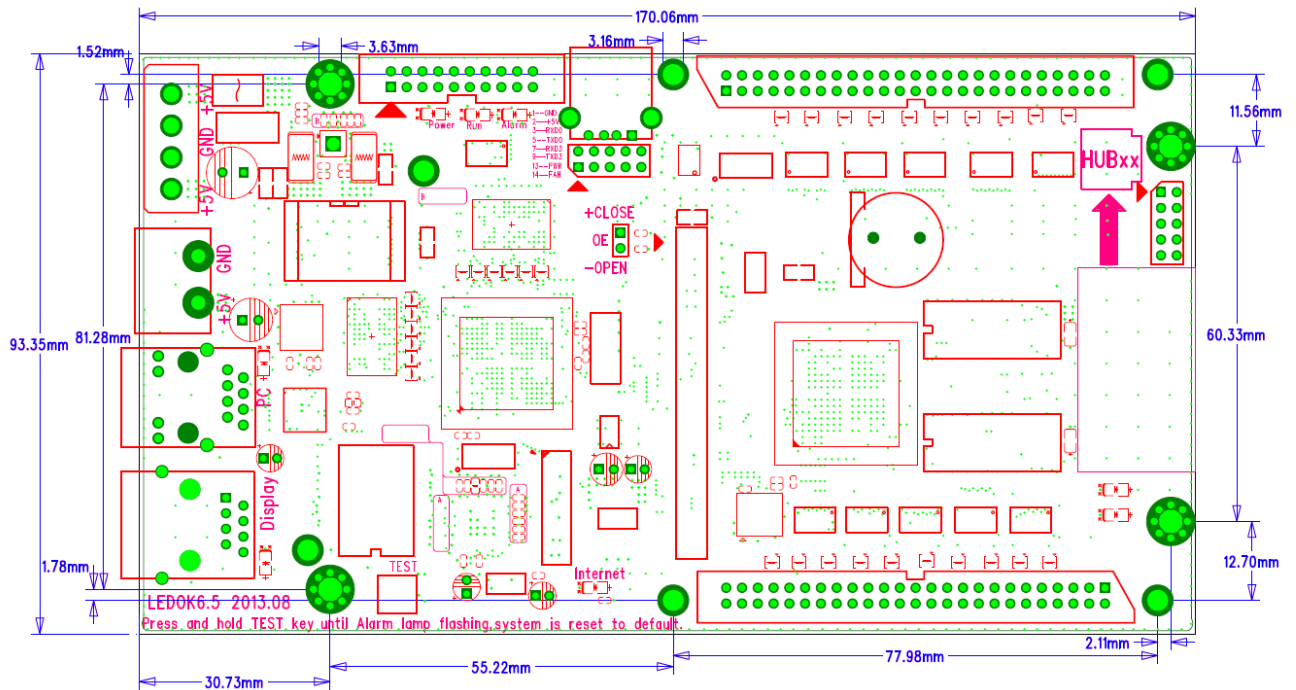 170.06mm
1.52mm
3.63mm
3.16mm
+5V
GND
+5V
B
Power
Run
Alarm
1--GND
2--+5V
3--RXD0
5--TXD0
7--RXD3
9--TXD3
13--PWR
14--FAN
11.56mm
HUBxx
B
+CLOSE
OE
-OPEN
GND
+5V
93.35mm
81.28mm
60.33mm
PC
Display
A
A
TEST
Internet
1.78mm
12.70mm
LEDOK6.5 2013.08
Press and hold TEST key until Alarm lamp flashing,system is reset to default.
2.11mm
55.22mm
77.98mm
30.73mm